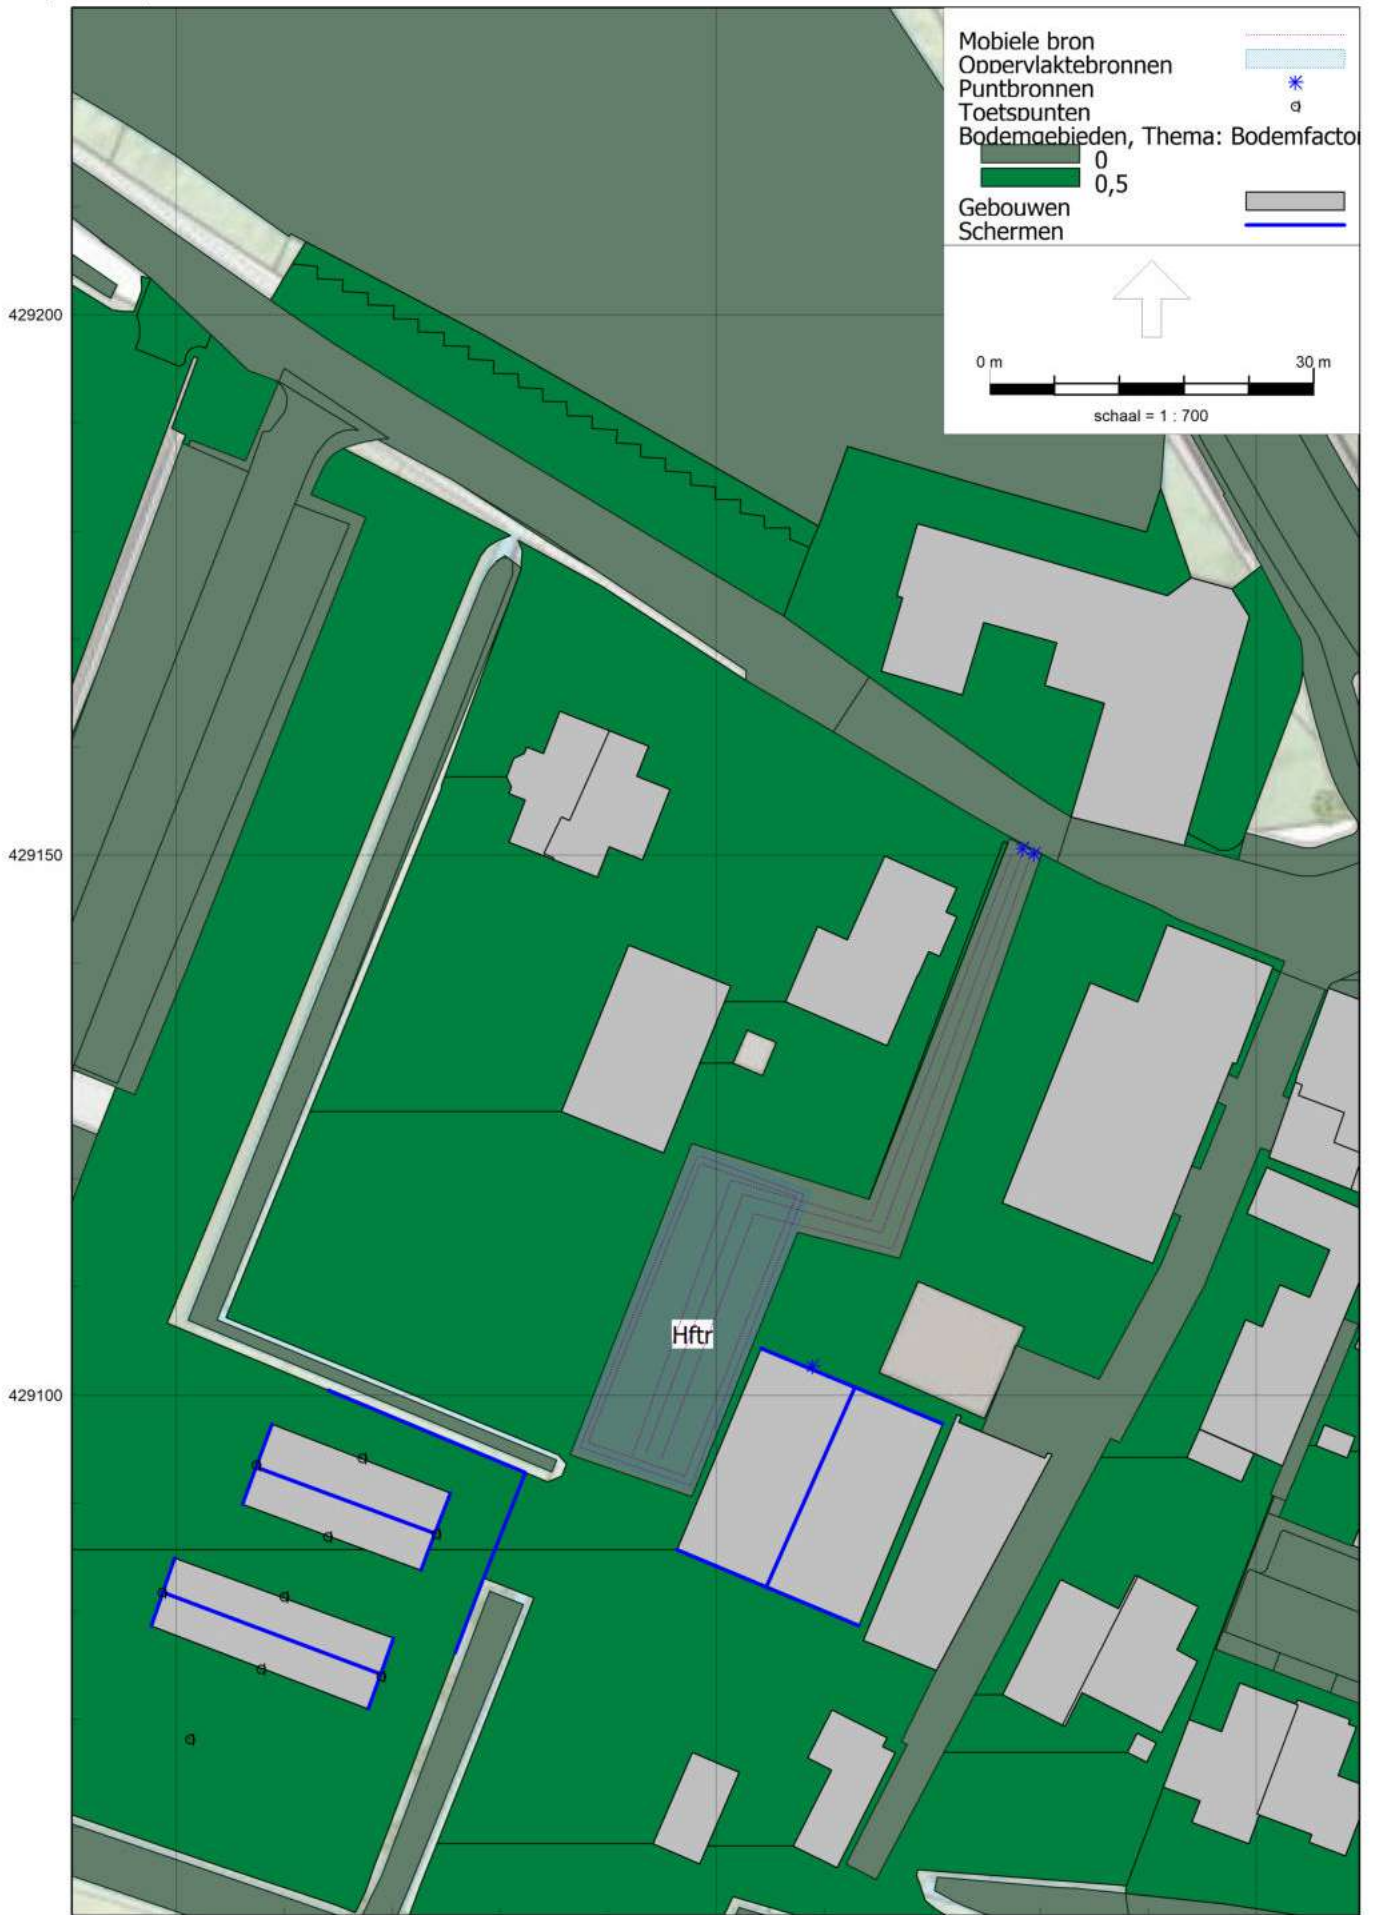 Mobiele bron
Oppervlaktebronnen
Puntbronnen
Toetspunten
Bodemgebieden, Thema: Bodemfactor
0
0,5
Gebouwen
Schermen
0 m 30 m
schaal = 1 : 700
429200
429150
Hftr
429100